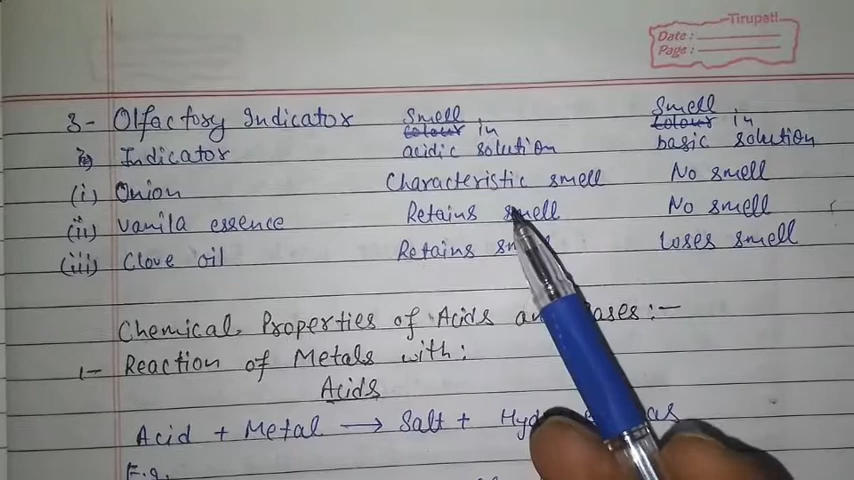 Tirupati
Date :
Page :
3- Olfactory Indicator Smell colour in acidic solution Smell colour in basic solution
Indicator
(i) Onion Characteristic smell No smell
(ii) Vanila essence Retains smell No smell
(iii) Clove oil Retains loses smell
Chemical Properties of Acids :-
1- Reaction of Metals with :
Acids
Acid + Metal → Salt +
E.g.